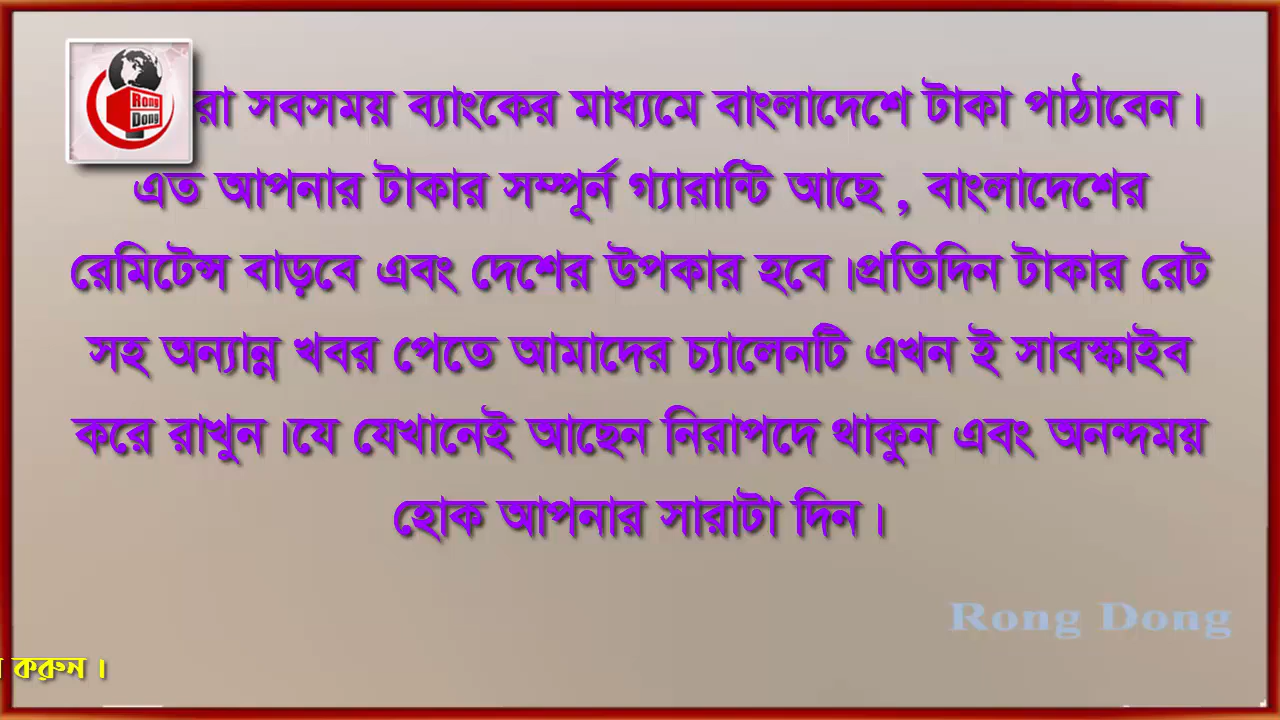 Rong
Dong
রা সবসময় ব্যাংকের মাধ্যমে বাংলাদেশে টাকা পাঠাবেন।
এত আপনার টাকার সম্পূর্ন গ্যারান্টি আছে , বাংলাদেশের
রেমিটেন্স বাড়বে এবং দেশের উপকার হবে।প্রতিদিন টাকার রেট
সহ অন্যান্ন খবর পেতে আমাদের চ্যালেনটি এখন ই সাবস্কাইব
করে রাখুন।যে যেখানেই আছেন নিরাপদে থাকুন এবং অনন্দময়
হোক আপনার সারাটা দিন।
Rong Dong
করুন।